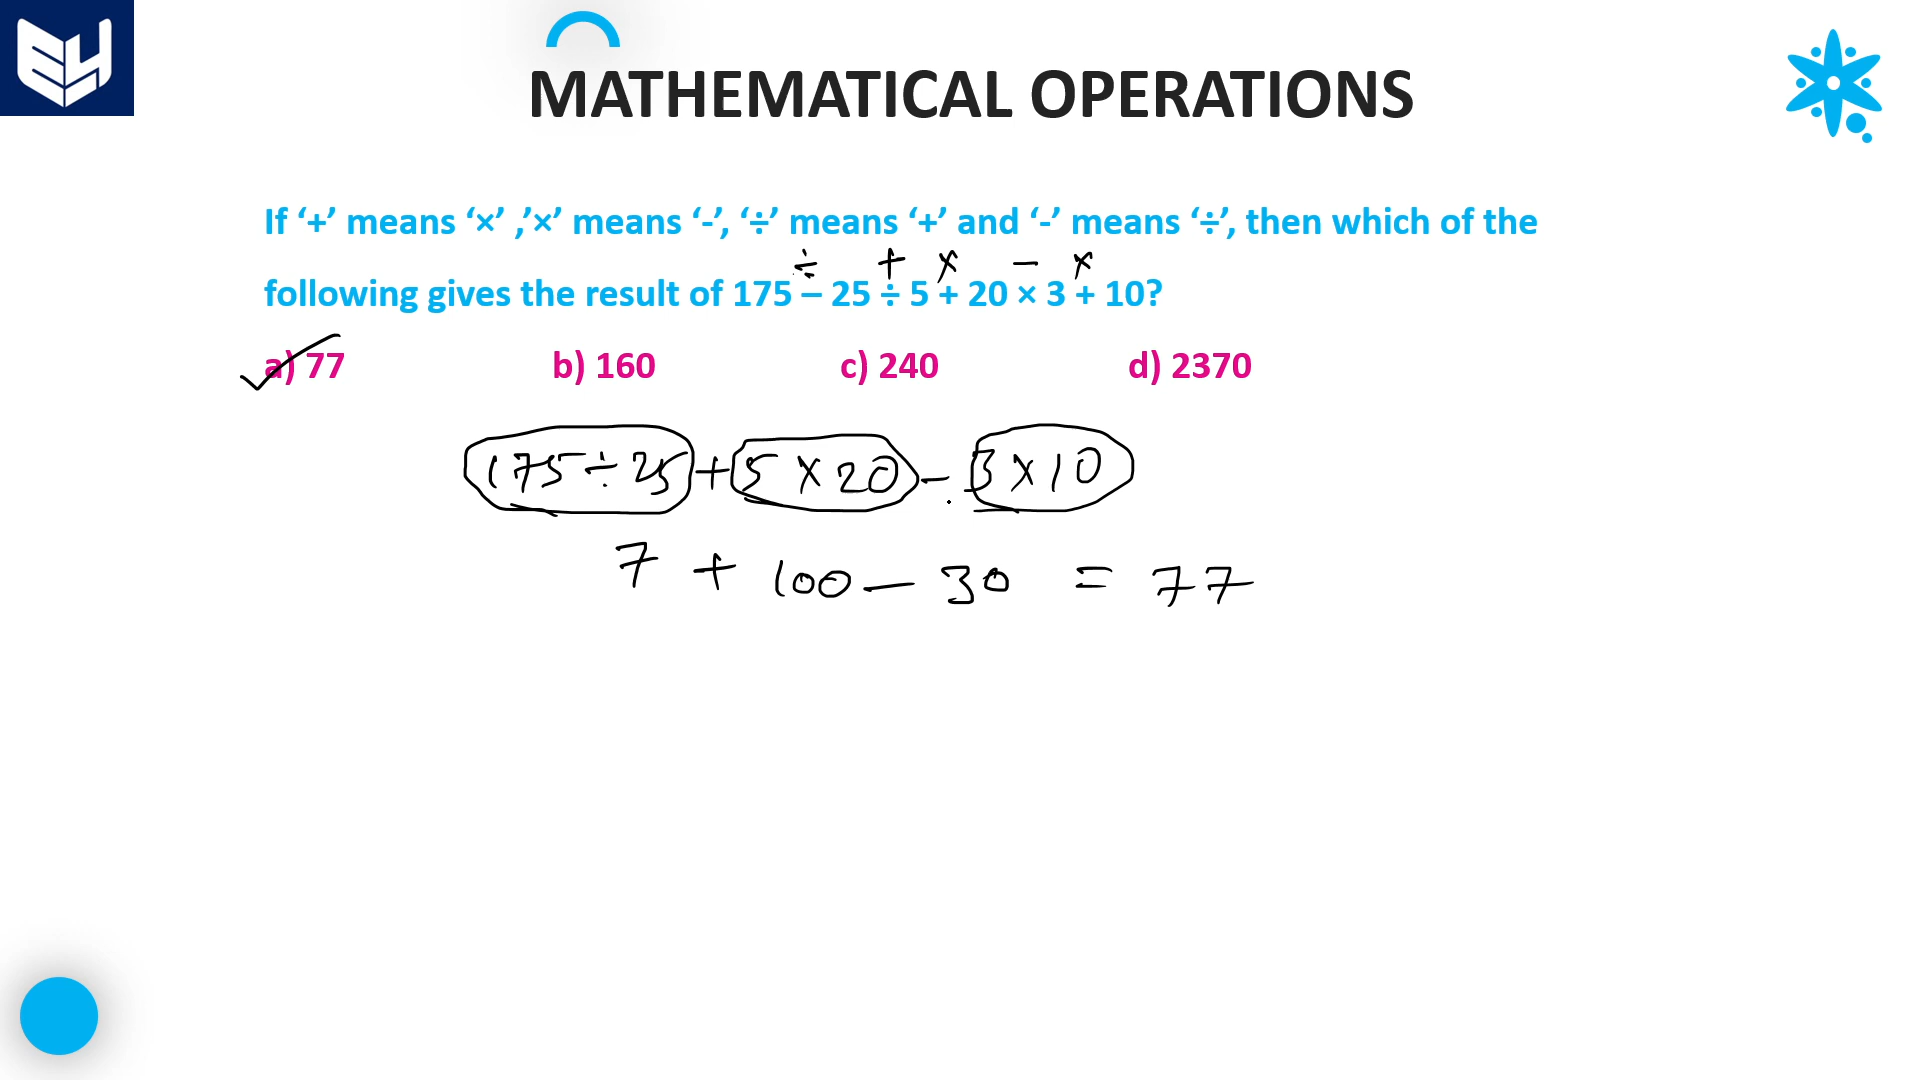 EY
MATHEMATICAL OPERATIONS
If ‘+’ means ‘×’ ,’×’ means ‘-’, ‘÷’ means ‘+’ and ‘-’ means ‘÷’, then which of the
÷ + × − ×
following gives the result of 175 – 25 ÷ 5 + 20 × 3 + 10?
a) 77 b) 160 c) 240 d) 2370
175 ÷ 25 + 5 × 20 − 3 × 10
7 + 100 − 30 = 77